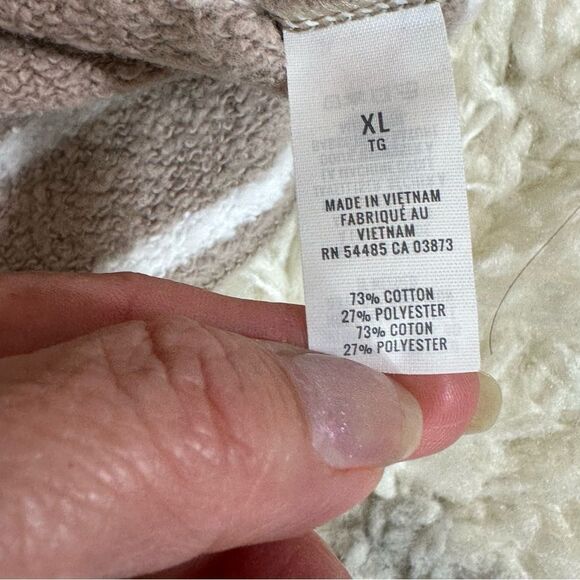 XL
TG
MADE IN VIETNAM
FABRIQUÉ AU
VIETNAM
RN 54485 CA 03873
73% COTTON
27% POLYESTER
73% COTON
27% POLYESTER